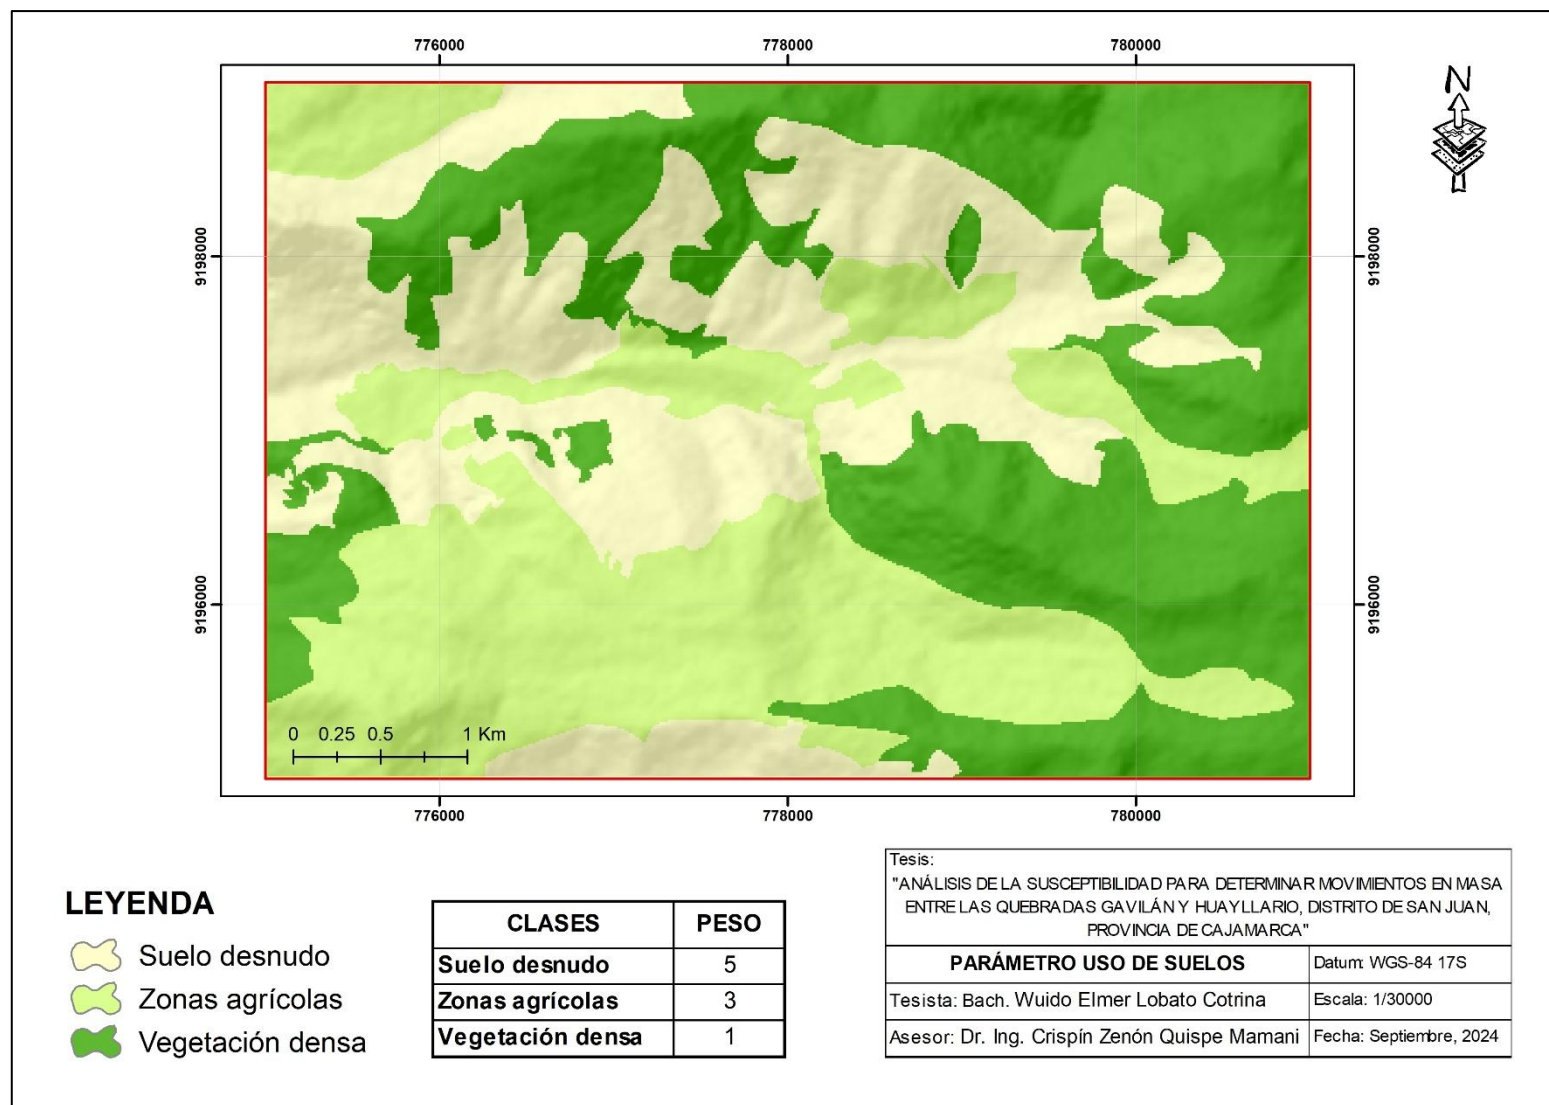 776000
778000
780000
N
9198000
9198000
9196000
9196000
0 0.25 0.5 1 Km
776000
778000
780000
LEYENDA
Suelo desnudo
Zonas agrícolas
Vegetación densa
CLASES PESO
Suelo desnudo 5
Zonas agrícolas 3
Vegetación densa 1
Tesis:
"ANÁLISIS DE LA SUSCEPTIBILIDAD PARA DETERMINAR MOVIMIENTOS EN MASA
ENTRE LAS QUEBRADAS GAVILÁN Y HUAYLLARIO, DISTRITO DE SAN JUAN,
PROVINCIA DE CAJAMARCA"
PARÁMETRO USO DE SUELOS Datum: WGS-84 17S
Tesista: Bach. Wuido Elmer Lobato Cotrina Escala: 1/30000
Asesor: Dr. Ing. Crispín Zenón Quispe Mamani Fecha: Septiembre, 2024